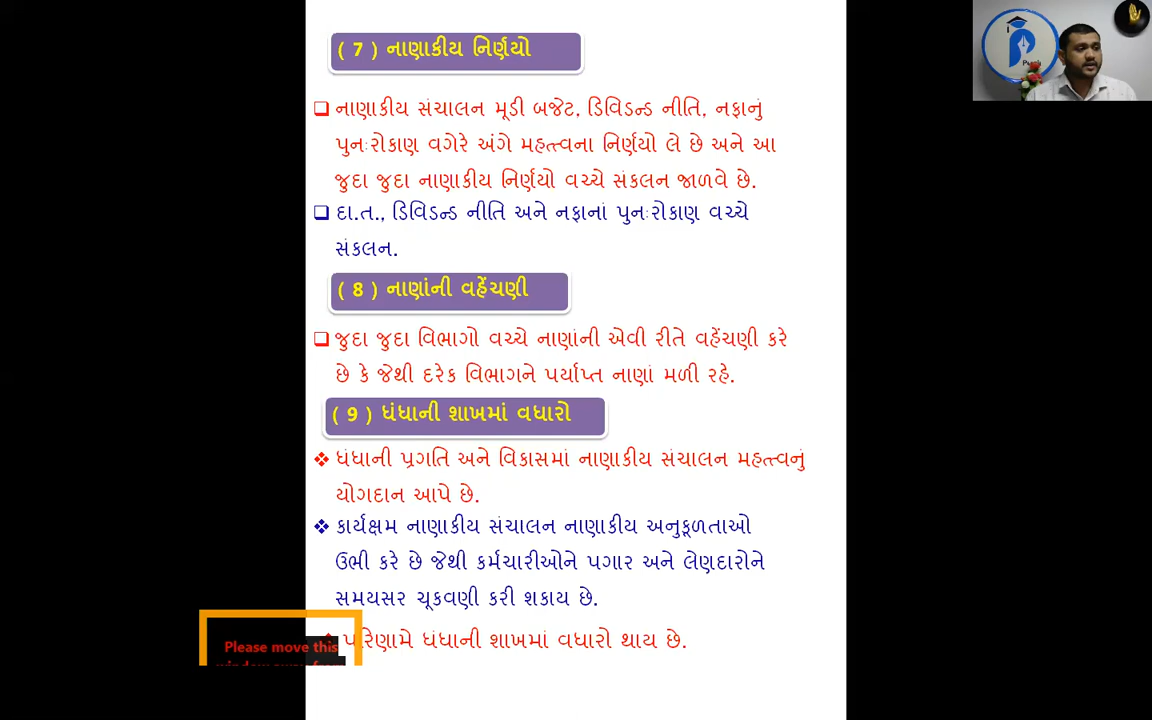 ( 7 ) નાણાકીય નિર્ણયો
નાણાકીય સંચાલન મૂડી બજેટ, ડિવિડન્ડ નીતિ, નફાનું
પુનઃરોકાણ વગેરે અંગે મહત્ત્વના નિર્ણયો લે છે અને આ
જુદા જુદા નાણાકીય નિર્ણયો વચ્ચે સંકલન જાળવે છે.
દા.ત., ડિવિડન્ડ નીતિ અને નફાનાં પુનઃરોકાણ વચ્ચે
સંકલન.
( 8 ) નાણાંની વહેંચણી
જુદા જુદા વિભાગો વચ્ચે નાણાંની એવી રીતે વહેંચણી કરે
છે કે જેથી દરેક વિભાગને પર્યાપ્ત નાણાં મળી રહે.
( 9 ) ધંધાની શાખમાં વધારો
ધંધાની પ્રગતિ અને વિકાસમાં નાણાકીય સંચાલન મહત્ત્વનું
યોગદાન આપે છે.
કાર્યક્ષમ નાણાકીય સંચાલન નાણાકીય અનુકૂળતાઓ
ઉભી કરે છે જેથી કર્મચારીઓને પગાર અને લેણદારોને
સમયસર ચૂકવણી કરી શકાય છે.
પરિણામે ધંધાની શાખમાં વધારો થાય છે.
Please move this